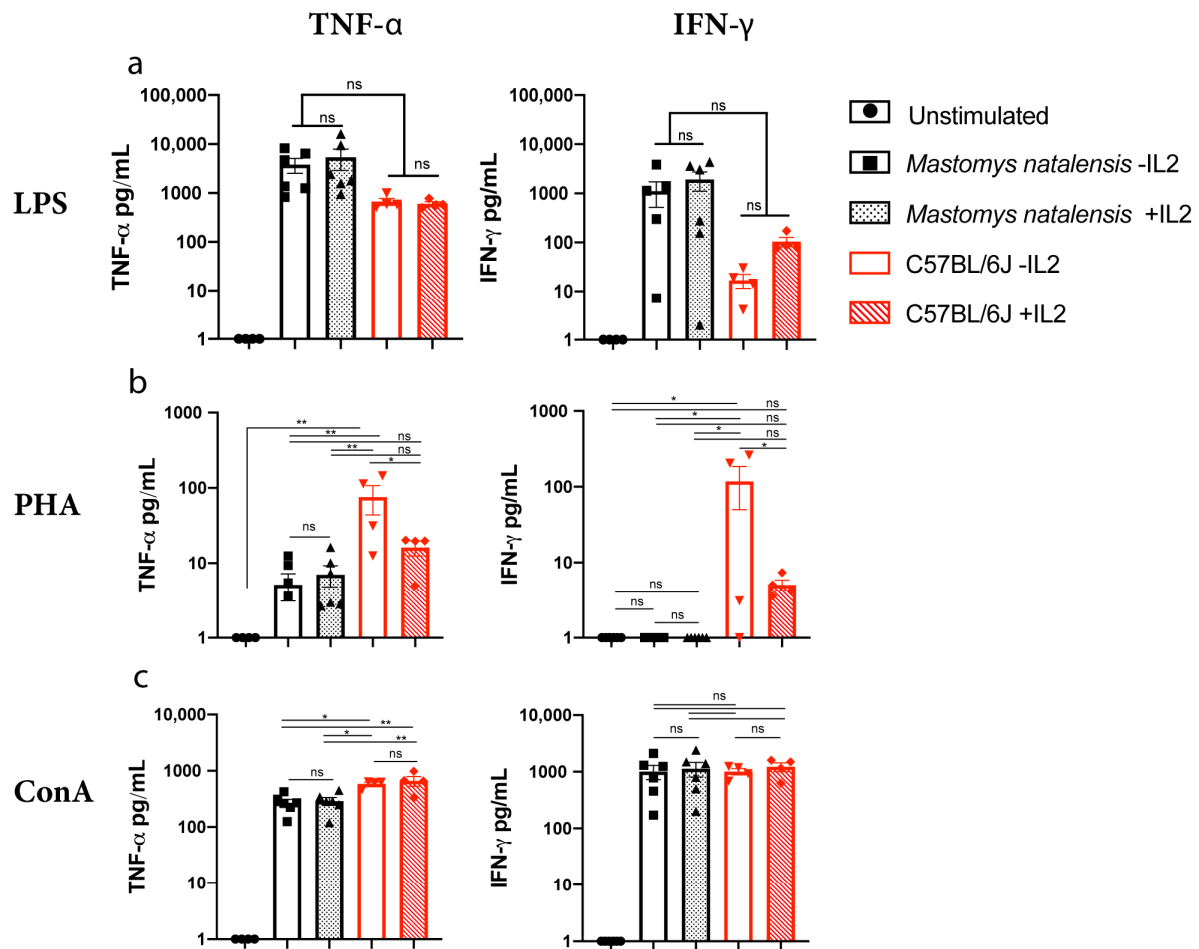 TNF-α
IFN-γ
a
ns
ns
ns
100,000
10,000
1000
100
10
1
TNF-α pg/mL
ns
ns
ns
100,000
10,000
1000
100
10
1
IFN-γ pg/mL
LPS
Unstimulated
Mastomys natalensis -IL2
Mastomys natalensis +IL2
C57BL/6J -IL2
C57BL/6J +IL2
b
**
**
ns
**
ns
*
ns
1000
100
10
1
TNF-α pg/mL
*
ns
*
ns
*
ns
*
ns
ns
ns
1000
100
10
1
IFN-γ pg/mL
PHA
c
*
**
*
**
ns
ns
10,000
1000
100
10
1
TNF-α pg/mL
ns
ns
ns
10,000
1000
100
10
1
IFN-γ pg/mL
ConA